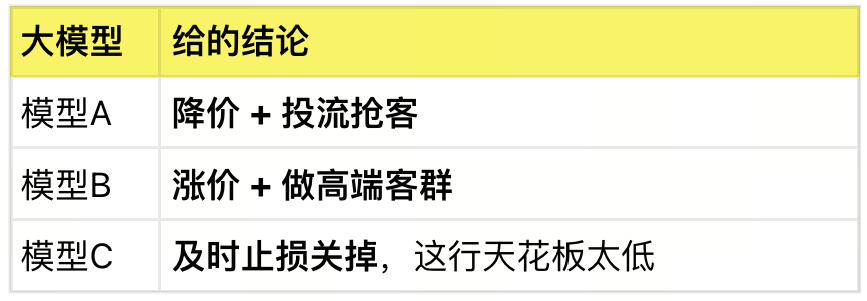 大模型 给的结论
模型A 降价 + 投流抢客
模型B 涨价 + 做高端客群
模型C 及时止损关掉，这行天花板太低